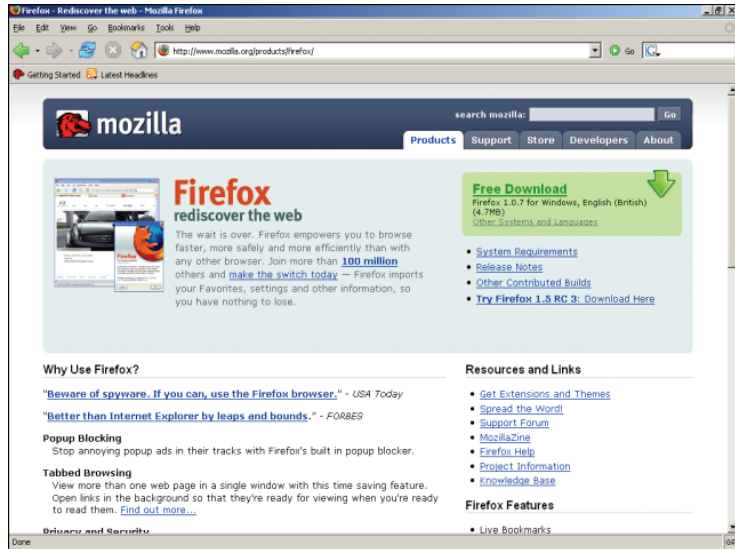 Firefox - Rediscover the web - Mozilla Firefox
File Edit View Go Bookmarks Tools Help
http://www.mozilla.org/products/firefox/
Go
Getting Started Latest Headlines
mozilla
search mozilla:
Go
Products Support Store Developers About
Firefox
rediscover the web
The wait is over. Firefox empowers you to browse
faster, more safely and more efficiently than with
any other browser. Join more than 100 million
others and make the switch today — Firefox imports
your Favorites, settings and other information, so
you have nothing to lose.
Free Download
Firefox 1.0.7 for Windows, English (British)
(4.7MB)
Other Systems and Languages
• System Requirements
• Release Notes
• Other Contributed Builds
• Try Firefox 1.5 RC 3: Download Here
Why Use Firefox?
"Beware of spyware. If you can, use the Firefox browser." - USA Today
"Better than Internet Explorer by leaps and bounds." - FORBES
Popup Blocking
Stop annoying popup ads in their tracks with Firefox's built in popup blocker.
Tabbed Browsing
View more than one web page in a single window with this time saving feature.
Open links in the background so that they're ready for viewing when you're ready
to read them. Find out more...
Privacy and Security
Resources and Links
• Get Extensions and Themes
• Spread the Word!
• Support Forum
• MozillaZine
• Firefox Help
• Project Information
• Knowledge Base
Firefox Features
• Live Bookmarks
Done